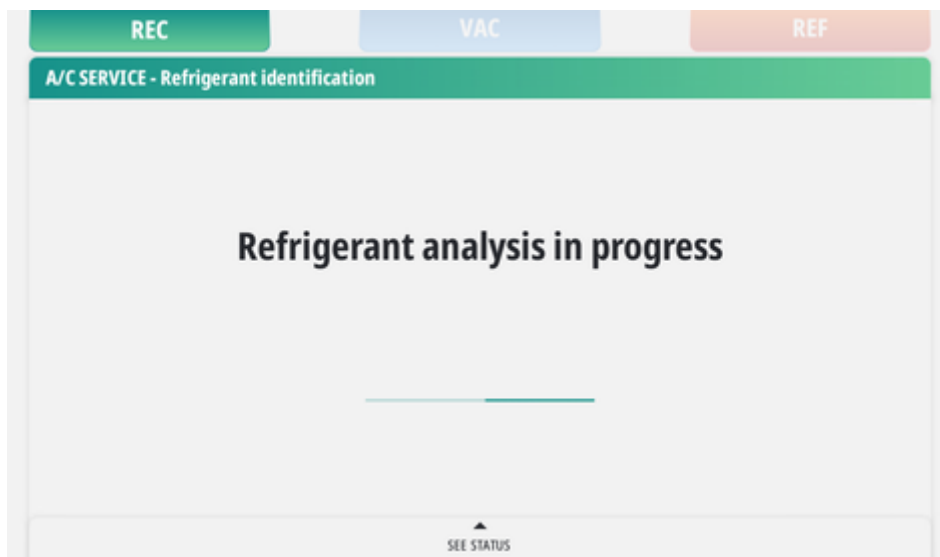 REC
VAC
REF
A/C SERVICE - Refrigerant identification
Refrigerant analysis in progress
SEE STATUS